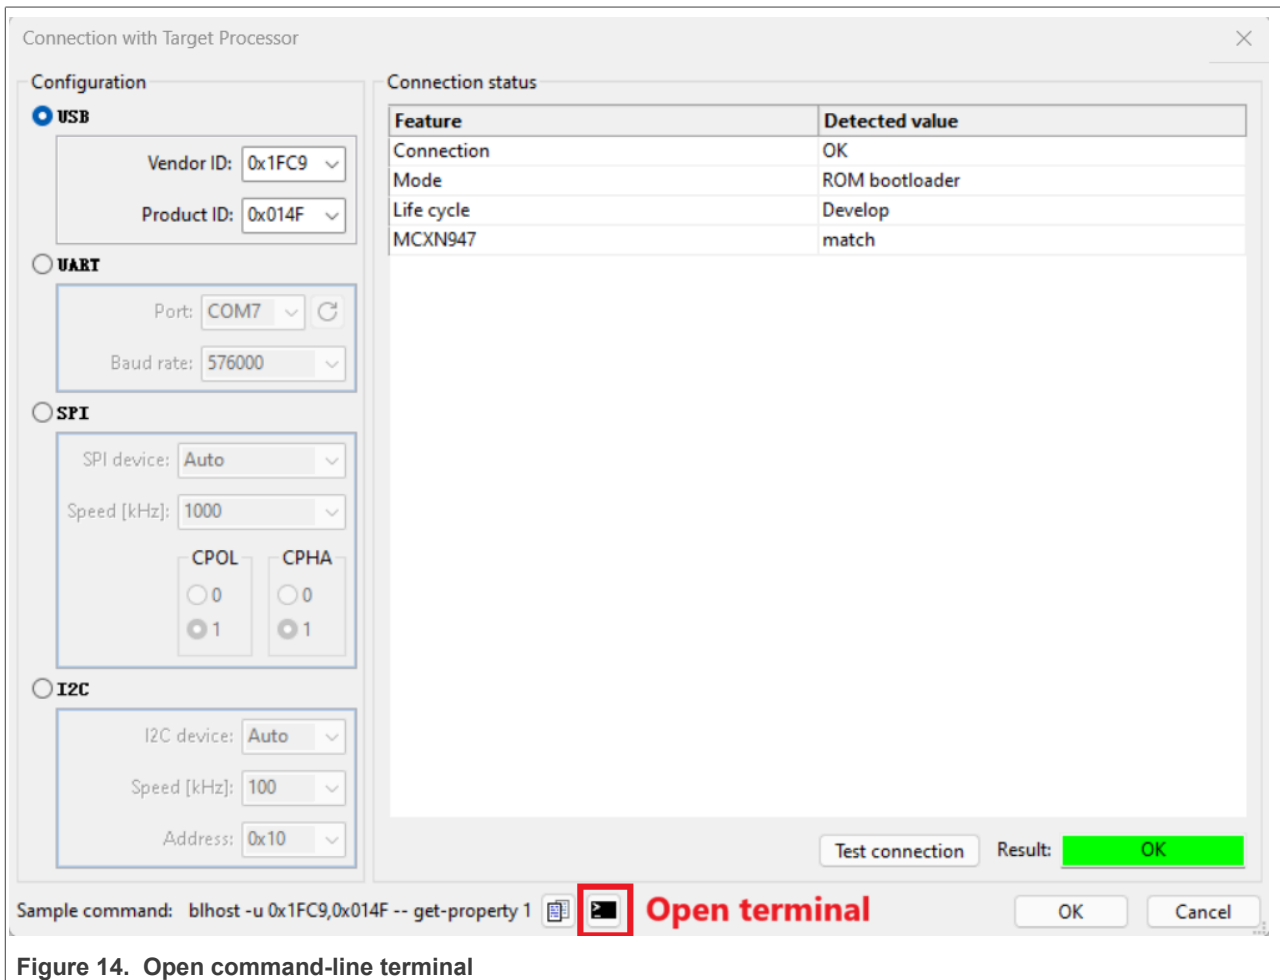 Connection with Target Processor
Configuration
USB
Vendor ID: 0x1FC9
Product ID: 0x014F
UART
Port: COM7
Baud rate: 576000
SPI
SPI device: Auto
Speed [kHz]: 1000
CPOL CPHA
0 0
1 1
I2C
I2C device: Auto
Speed [kHz]: 100
Address: 0x10
Connection status
Feature Detected value
Connection OK
Mode ROM bootloader
Life cycle Develop
MCXN947 match
Test connection Result: OK
Sample command: blhost -u 0x1FC9,0x014F -- get-property 1 Open terminal OK Cancel
Figure 14. Open command-line terminal